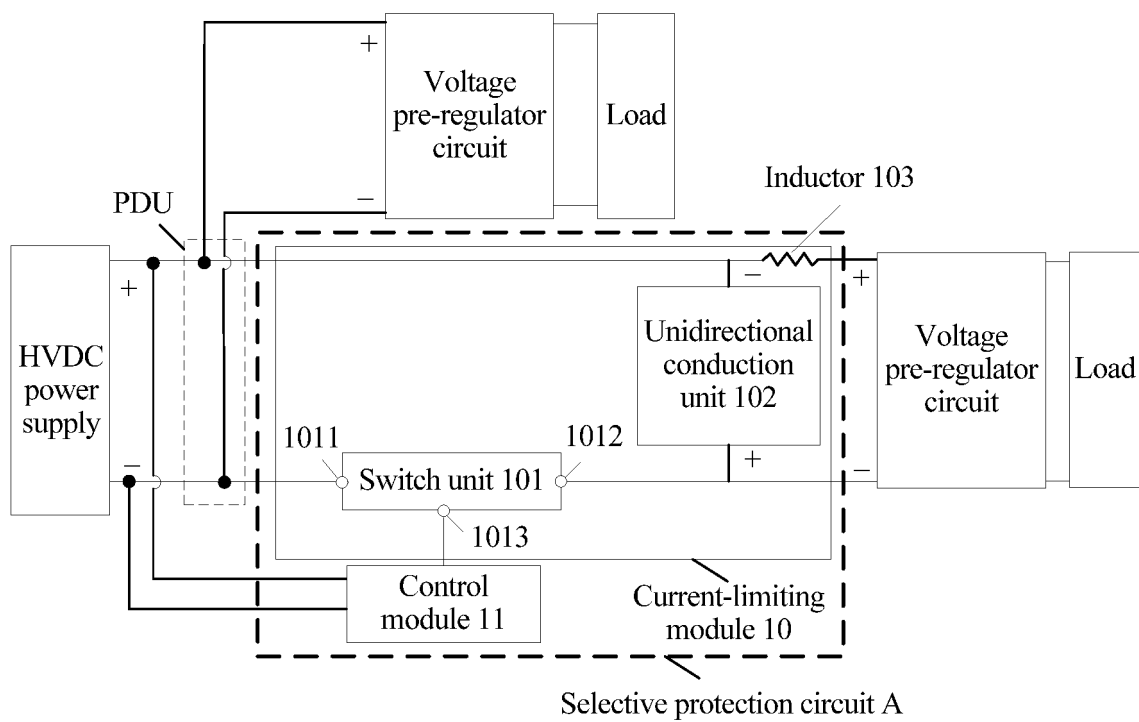 +
Voltage
pre-regulator
circuit
−
Load
PDU
Inductor 103
HVDC
power
supply
+
−
−
Unidirectional
conduction
unit 102
+
+
−
Voltage
pre-regulator
circuit
Load
1011
Switch unit 101
1012
1013
Control
module 11
Current-limiting
module 10
Selective protection circuit A